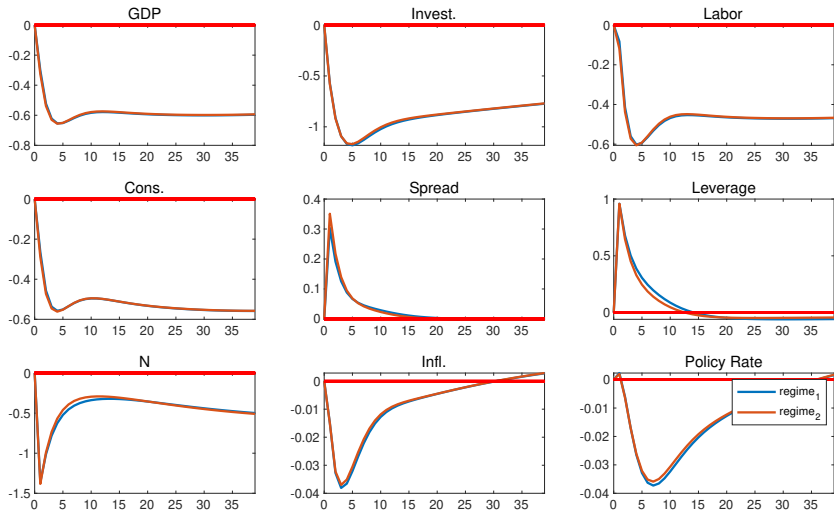 GDP
Invest.
Labor
0
-0.2
-0.4
-0.6
-0.8
0 5 10 15 20 25 30 35
0
-0.5
-1
0 5 10 15 20 25 30 35
0
-0.2
-0.4
-0.6
0 5 10 15 20 25 30 35
Cons.
Spread
Leverage
0
-0.2
-0.4
-0.6
0 5 10 15 20 25 30 35
0.4
0.3
0.2
0.1
0
0 5 10 15 20 25 30 35
1
0.5
0
0 5 10 15 20 25 30 35
N
Infl.
Policy Rate
0
-0.5
-1
-1.5
0 5 10 15 20 25 30 35
0
-0.01
-0.02
-0.03
-0.04
0 5 10 15 20 25 30 35
0
-0.01
-0.02
-0.03
-0.04
0 5 10 15 20 25 30 35
regime1
regime2